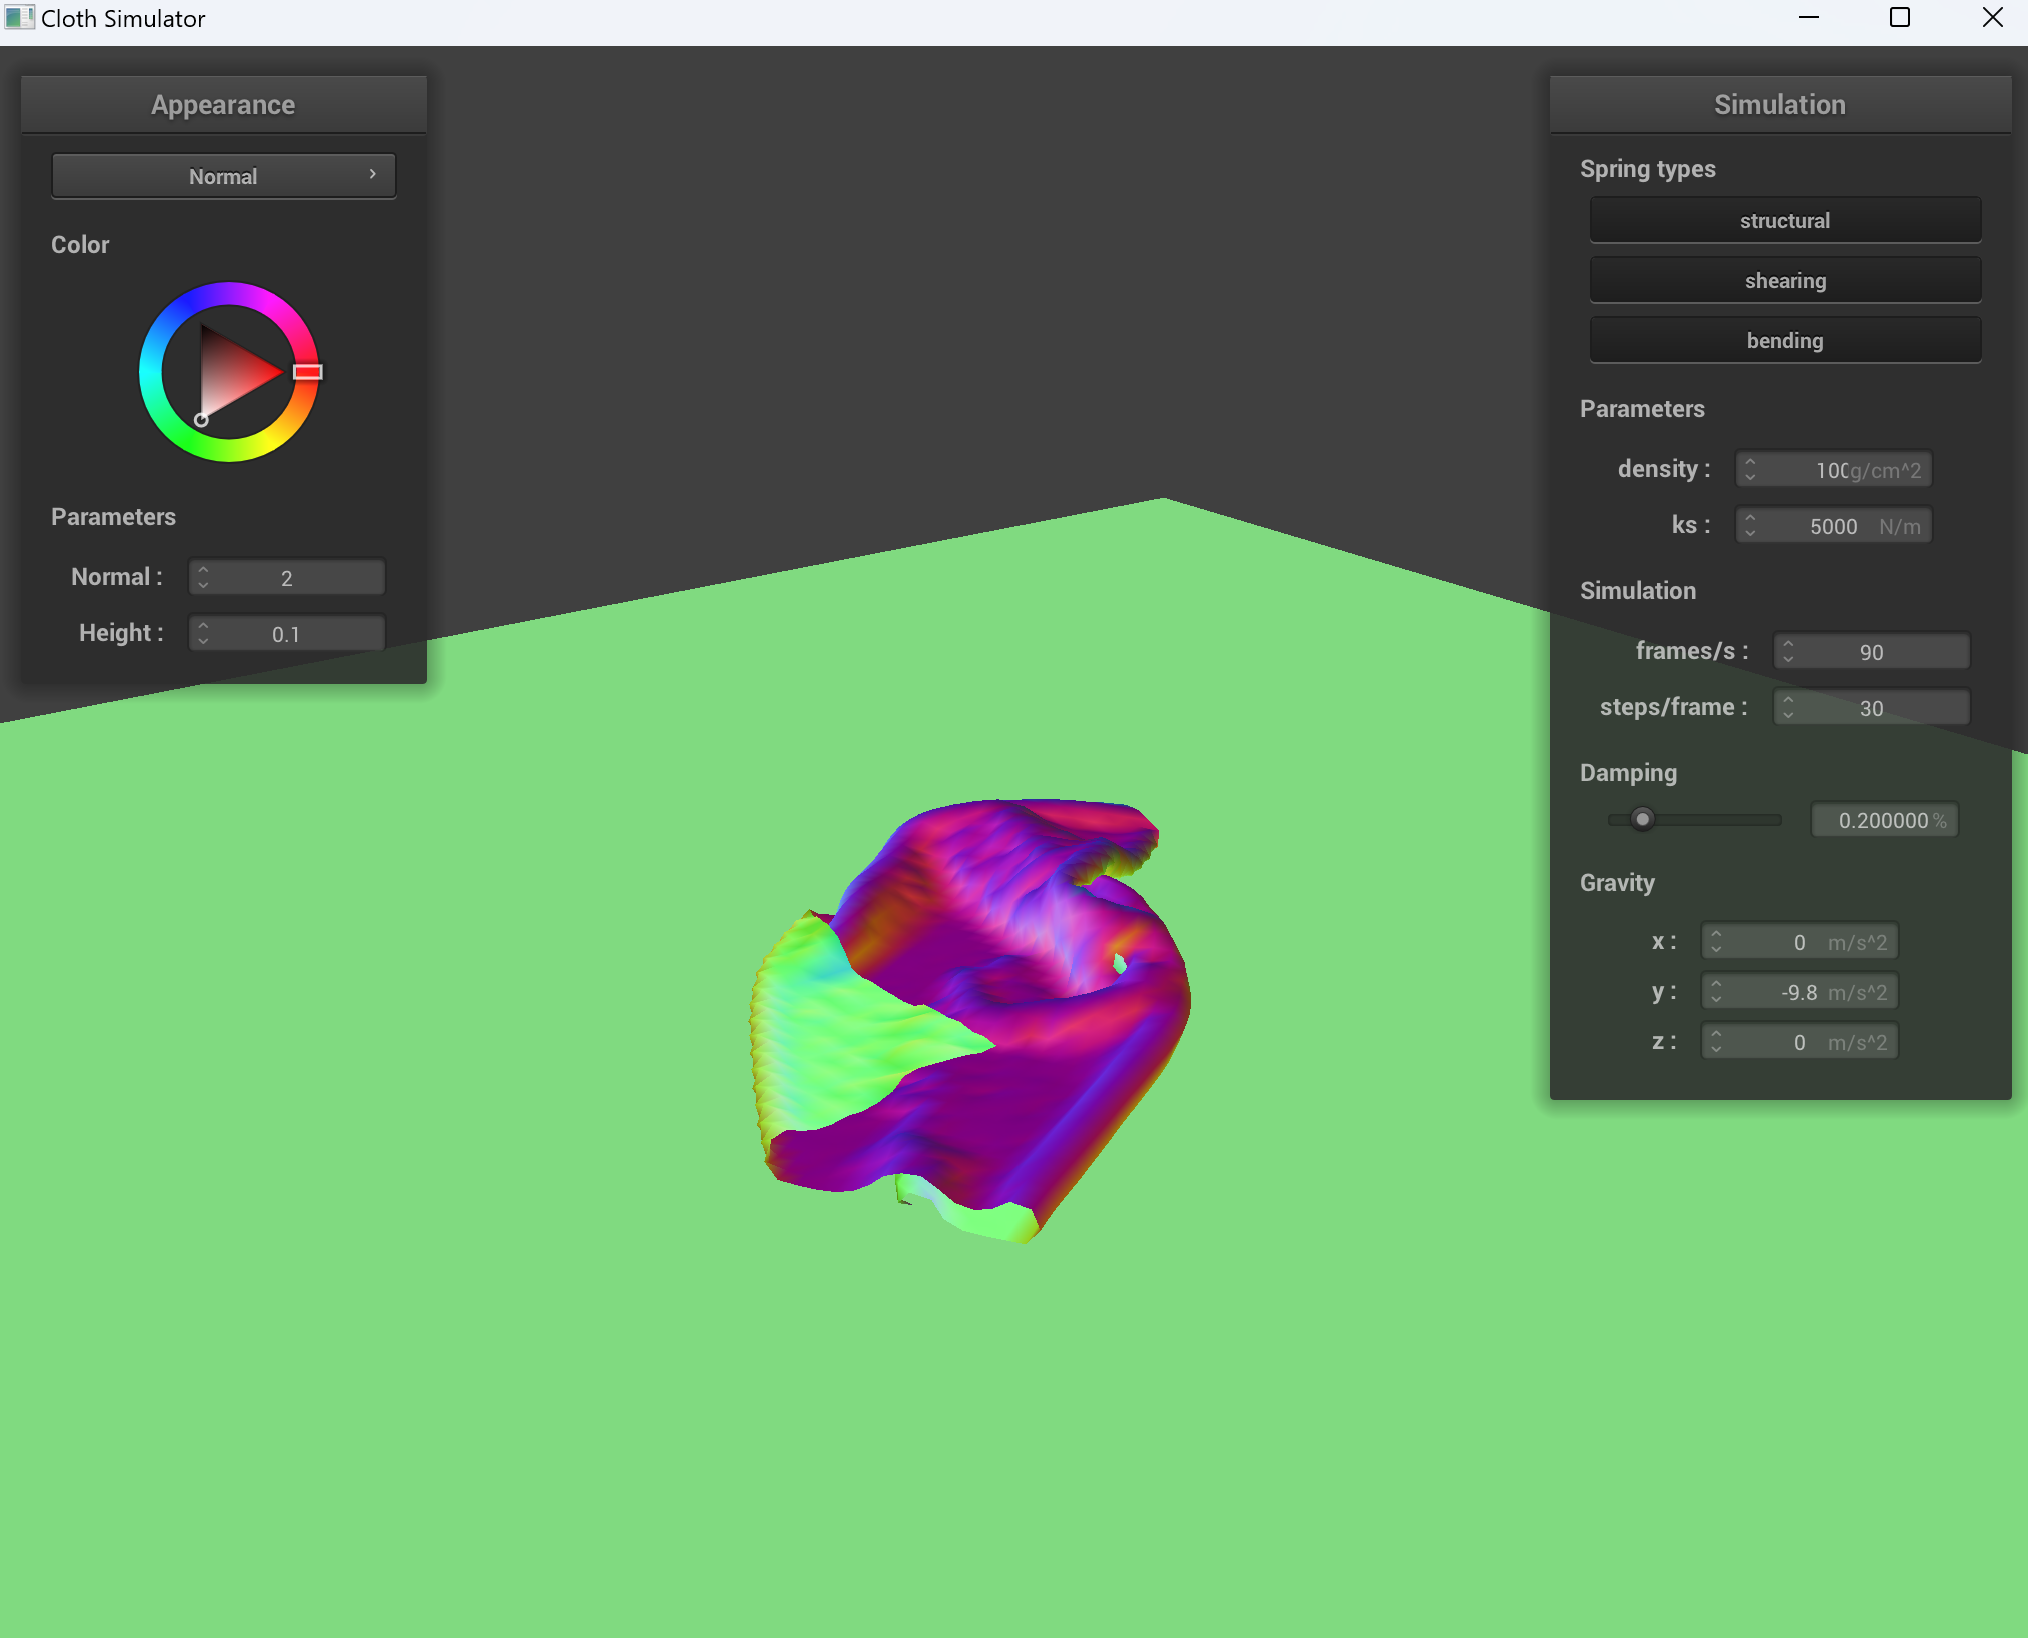 Cloth Simulator
Appearance
Normal
Color
Parameters
Normal : 2
Height : 0.1
Simulation
Spring types
structural
shearing
bending
Parameters
density : 100 g/cm^2
ks : 5000 N/m
Simulation
frames/s : 90
steps/frame : 30
Damping
0.200000 %
Gravity
x : 0 m/s^2
y : -9.8 m/s^2
z : 0 m/s^2